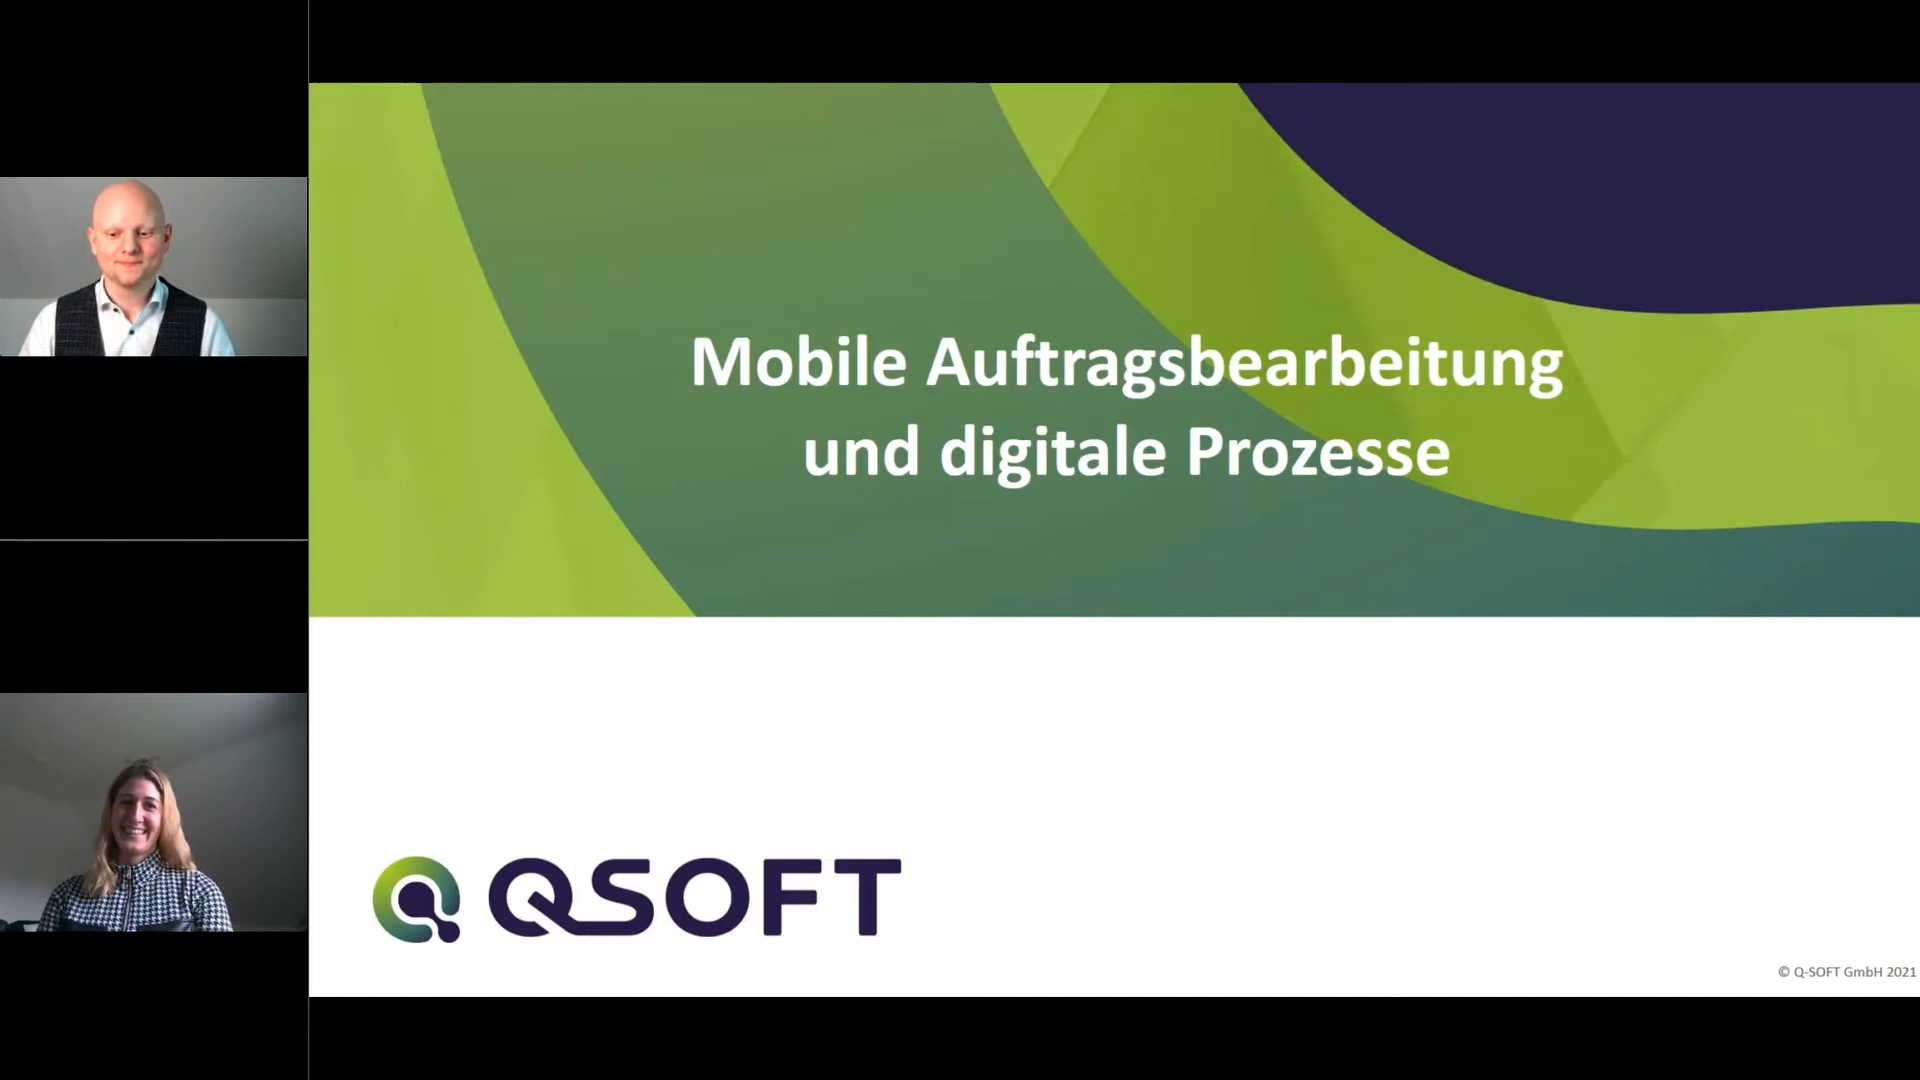 Mobile Auftragsbearbeitung
und digitale Prozesse
QSOFT
© Q-SOFT GmbH 2021